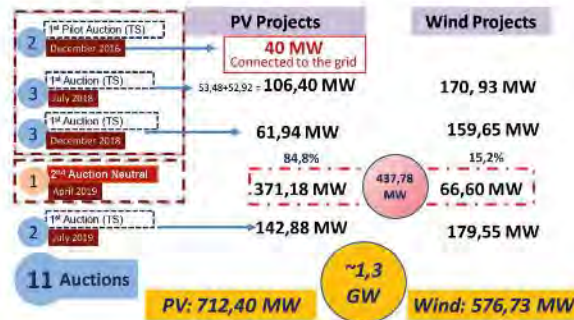 PV Projects
Wind Projects
2
1st Pilot Auction (TS)
December 2016
40 MW
Connected to the grid
3
1st Auction (TS)
July 2018
53,48+52,92 = 106,40 MW
170, 93 MW
3
1st Auction (TS)
December 2018
61,94 MW
159,65 MW
84,8%
15,2%
1
2nd Auction Neutral
April 2019
371,18 MW
437,78
MW
66,60 MW
2
1st Auction (TS)
July 2019
142,88 MW
179,55 MW
11 Auctions
~1,3
GW
PV: 712,40 MW
Wind: 576,73 MW